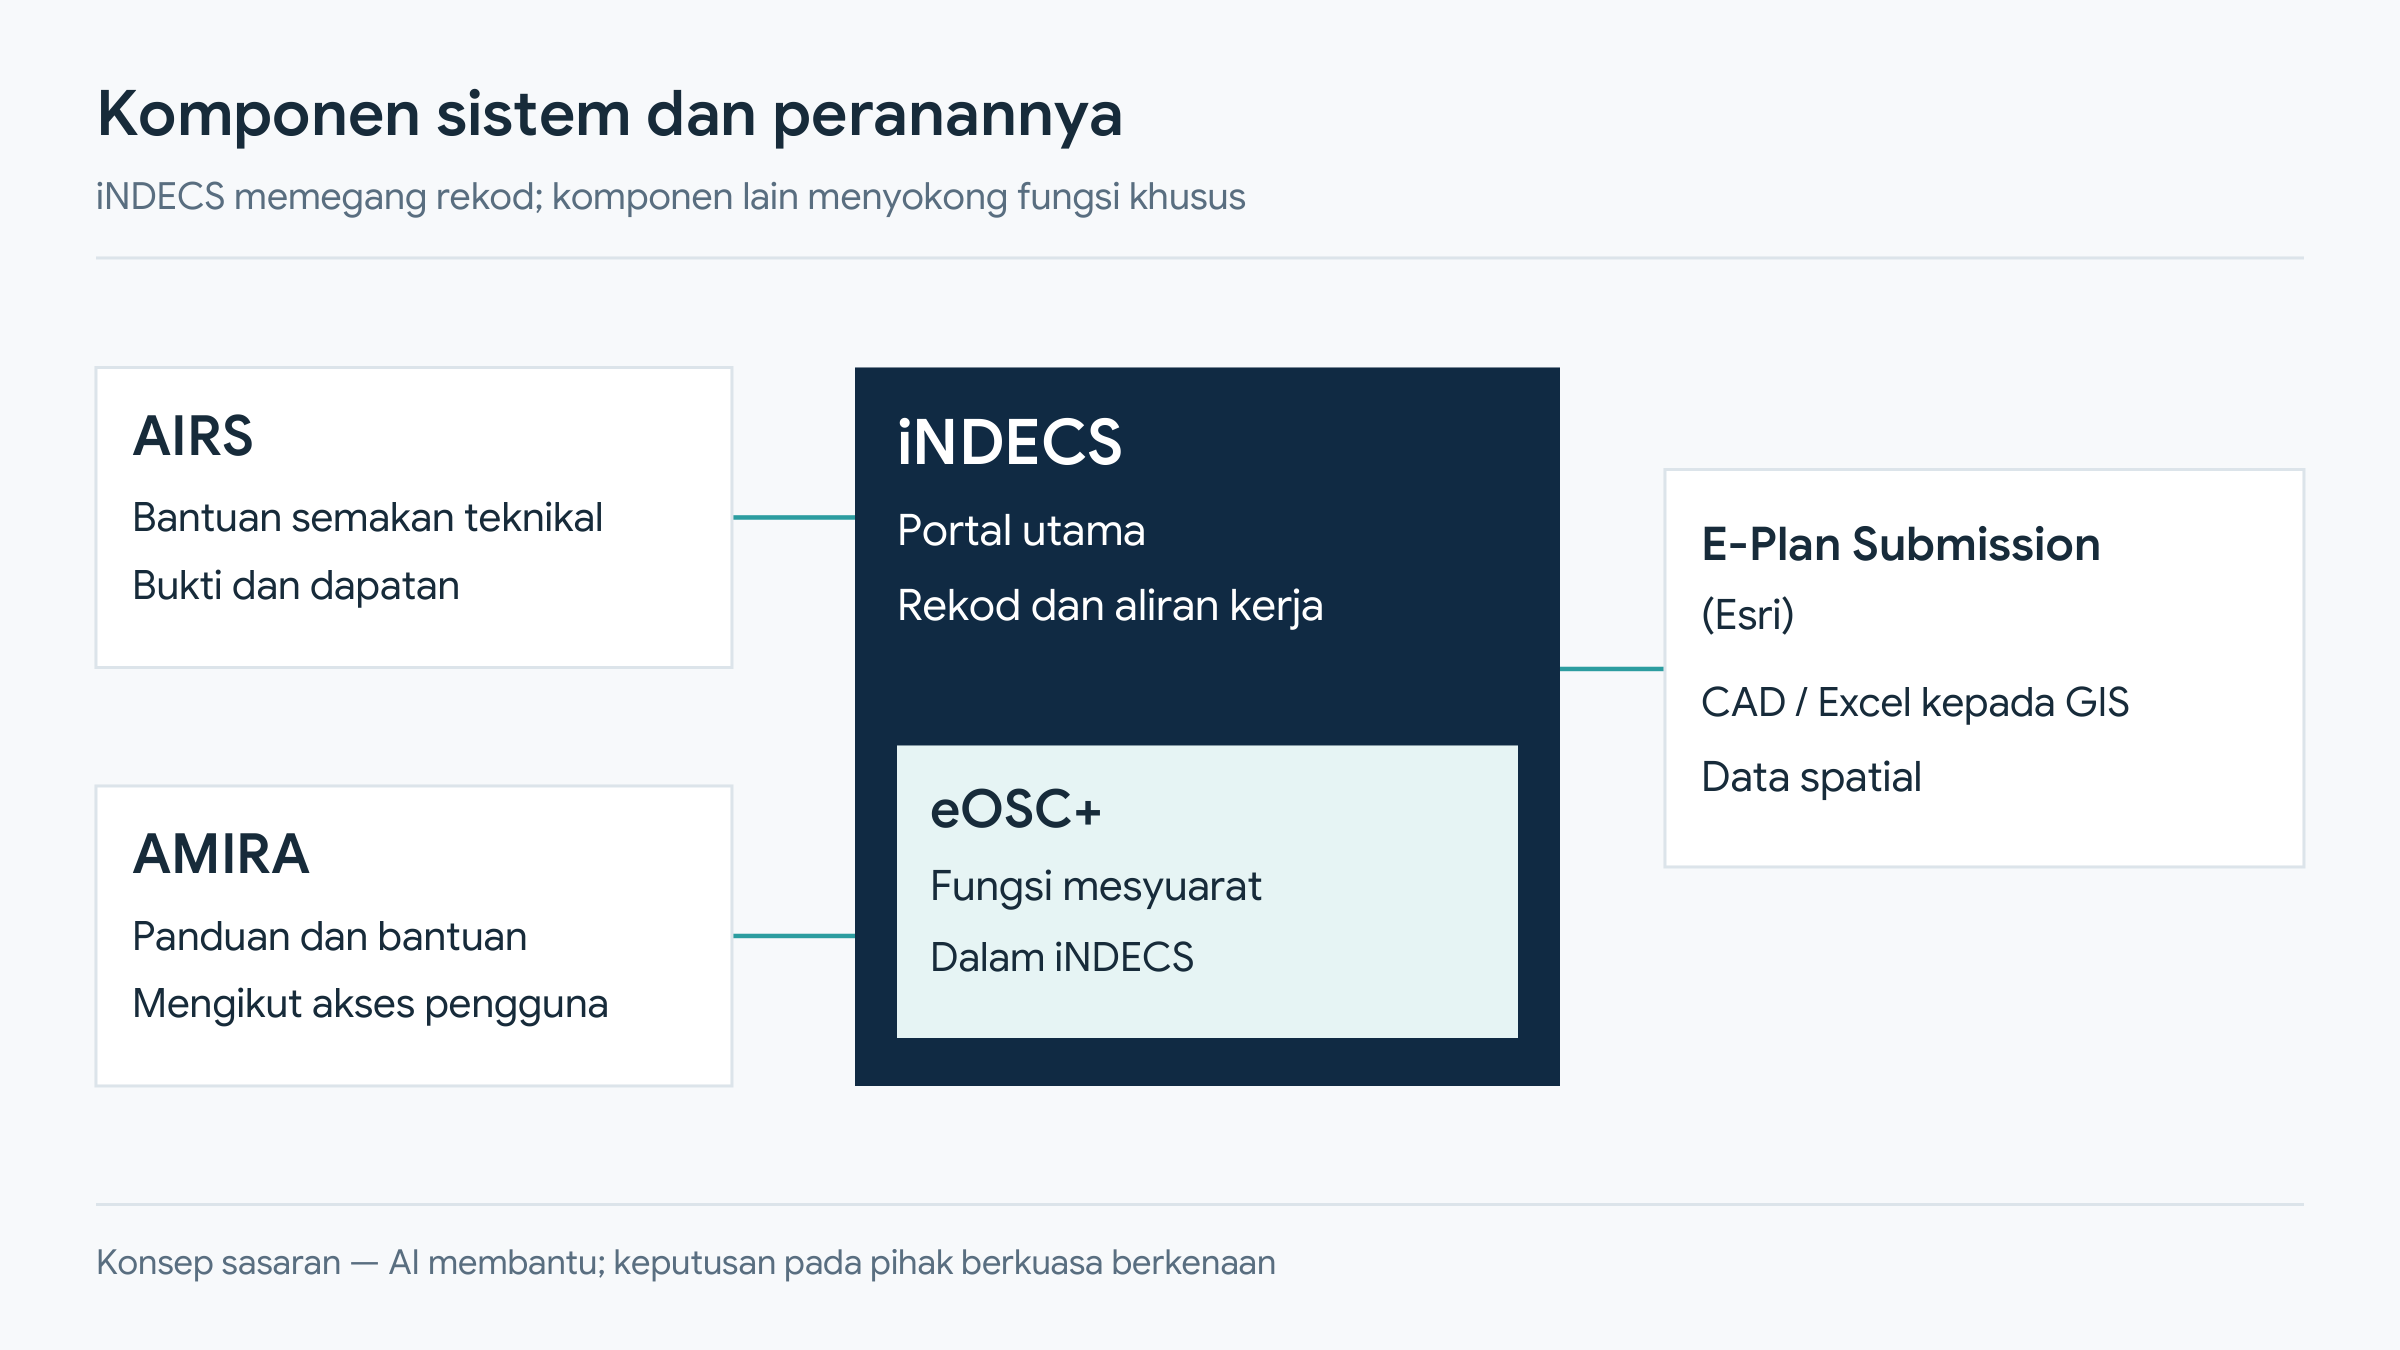 Komponen sistem dan peranannya
iNDECS memegang rekod; komponen lain menyokong fungsi khusus
AIRS
Bantuan semakan teknikal
Bukti dan dapatan
AMIRA
Panduan dan bantuan
Mengikut akses pengguna
iNDECS
Portal utama
Rekod dan aliran kerja
eOSC+
Fungsi mesyuarat
Dalam iNDECS
E-Plan Submission
(Esri)
CAD / Excel kepada GIS
Data spatial
Konsep sasaran — AI membantu; keputusan pada pihak berkuasa berkenaan